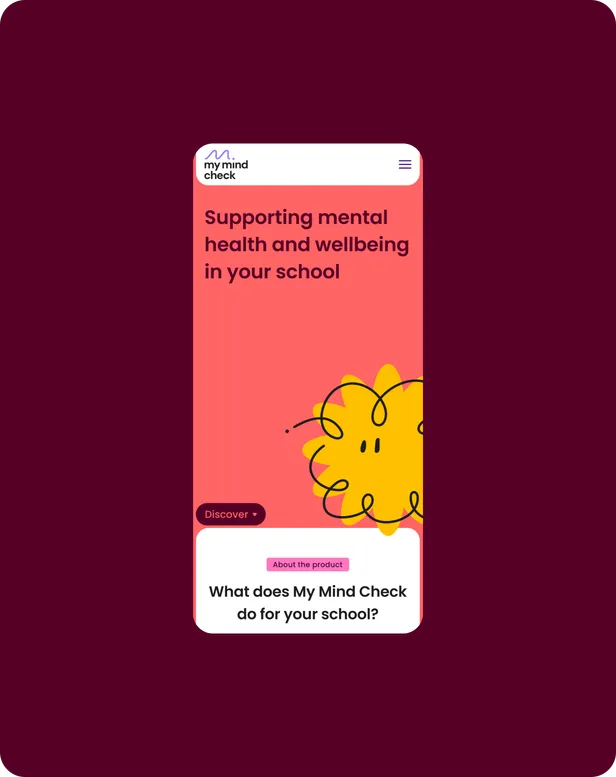 my mind
check
Supporting mental
health and wellbeing
in your school
Discover
About the product
What does My Mind Check
do for your school?